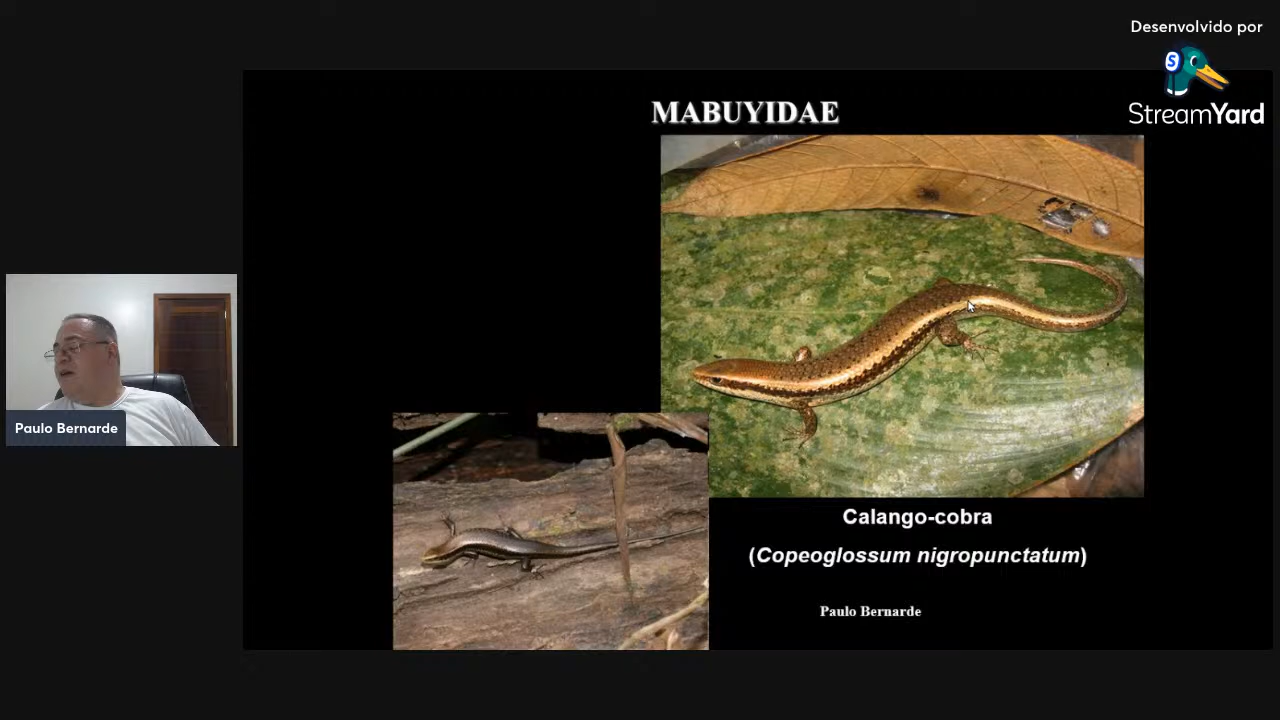 Desenvolvido por
StreamYard
MABUYIDAE
Paulo Bernarde
Calango-cobra
(Copeoglossum nigropunctatum)
Paulo Bernarde